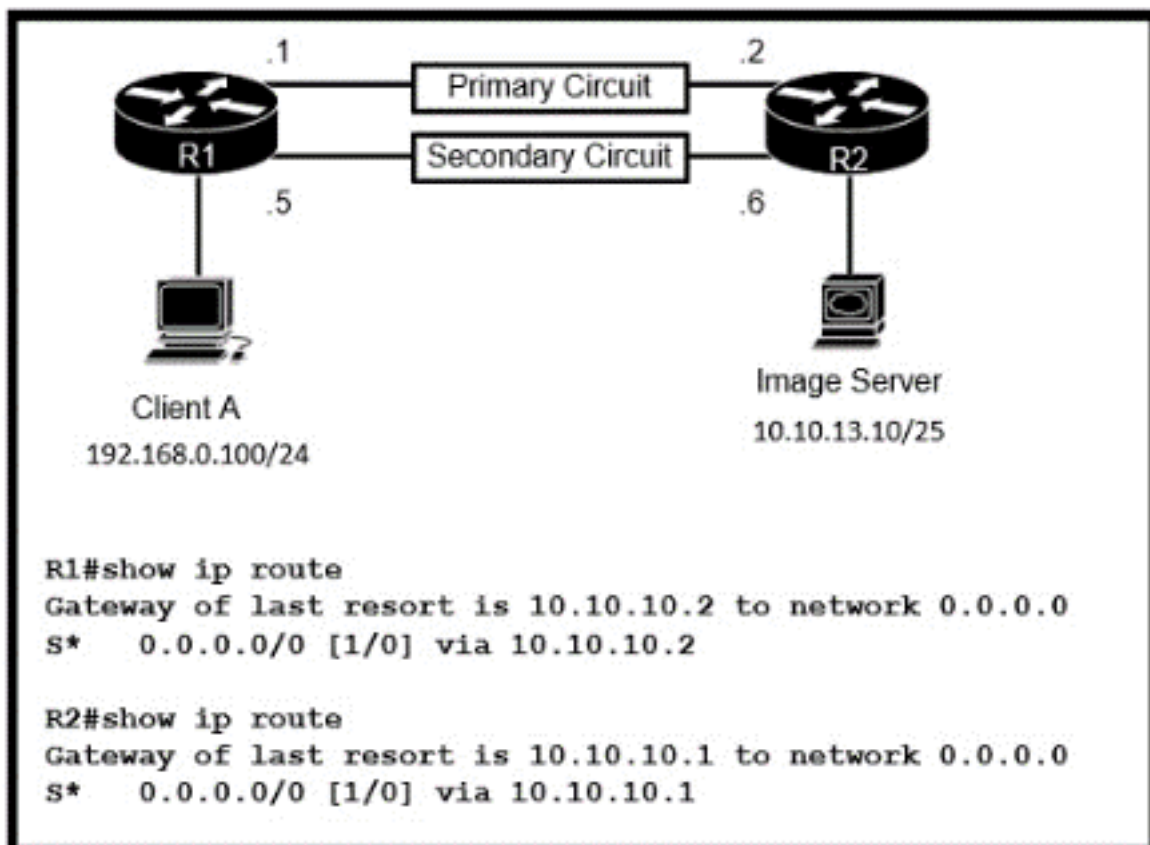 .1
Primary Circuit
.2
R1
Secondary Circuit
R2
.5
.6
Client A
192.168.0.100/24
Image Server
10.10.13.10/25
R1#show ip route
Gateway of last resort is 10.10.10.2 to network 0.0.0.0
S* 0.0.0.0/0 [1/0] via 10.10.10.2
R2#show ip route
Gateway of last resort is 10.10.10.1 to network 0.0.0.0
S* 0.0.0.0/0 [1/0] via 10.10.10.1